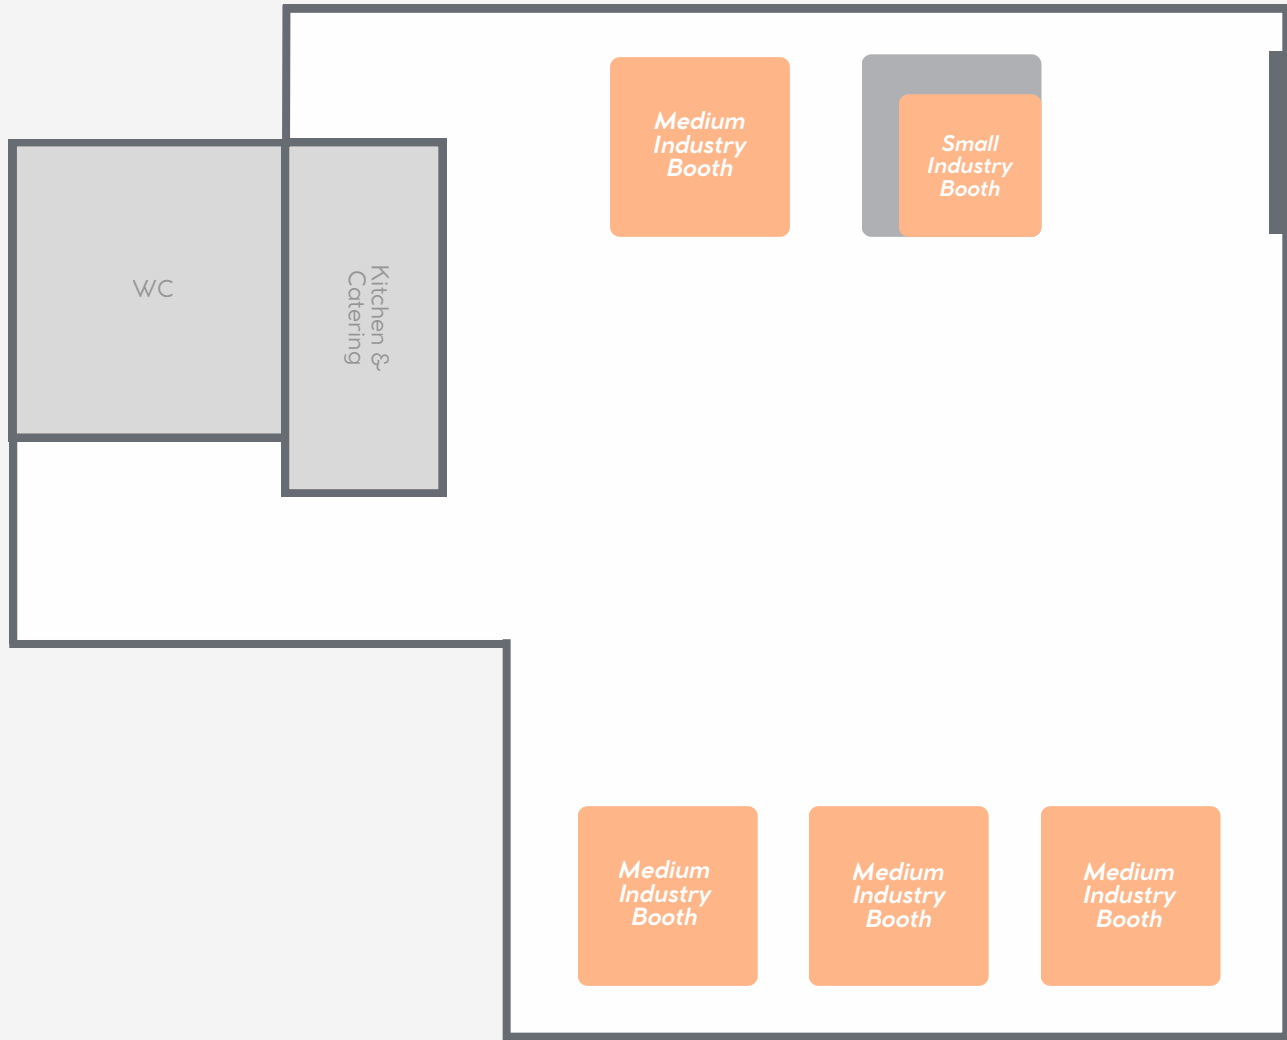 Medium
Industry
Booth
Small
Industry
Booth
WC
Kitchen &
Catering
Medium
Industry
Booth
Medium
Industry
Booth
Medium
Industry
Booth